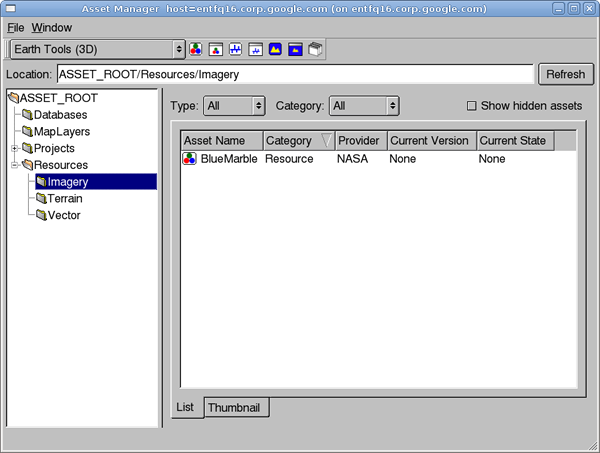 Asset Manager host=entfq16.corp.google.com (on entfq16.corp.google.com)
File Window
Earth Tools (3D)
Location: ASSET_ROOT/Resources/Imagery Refresh
ASSET_ROOT
Databases
MapLayers
Projects
Resources
Imagery
Terrain
Vector
Type: All Category: All Show hidden assets
Asset Name Category Provider Current Version Current State
BlueMarble Resource NASA None None
List Thumbnail